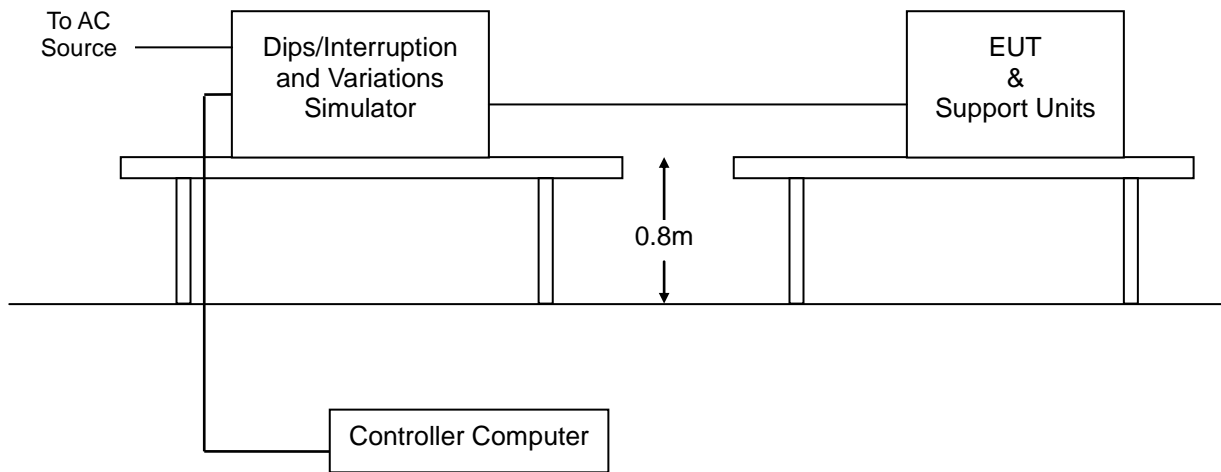 To AC
Source
Dips/Interruption
and Variations
Simulator
EUT
&
Support Units
0.8m
Controller Computer